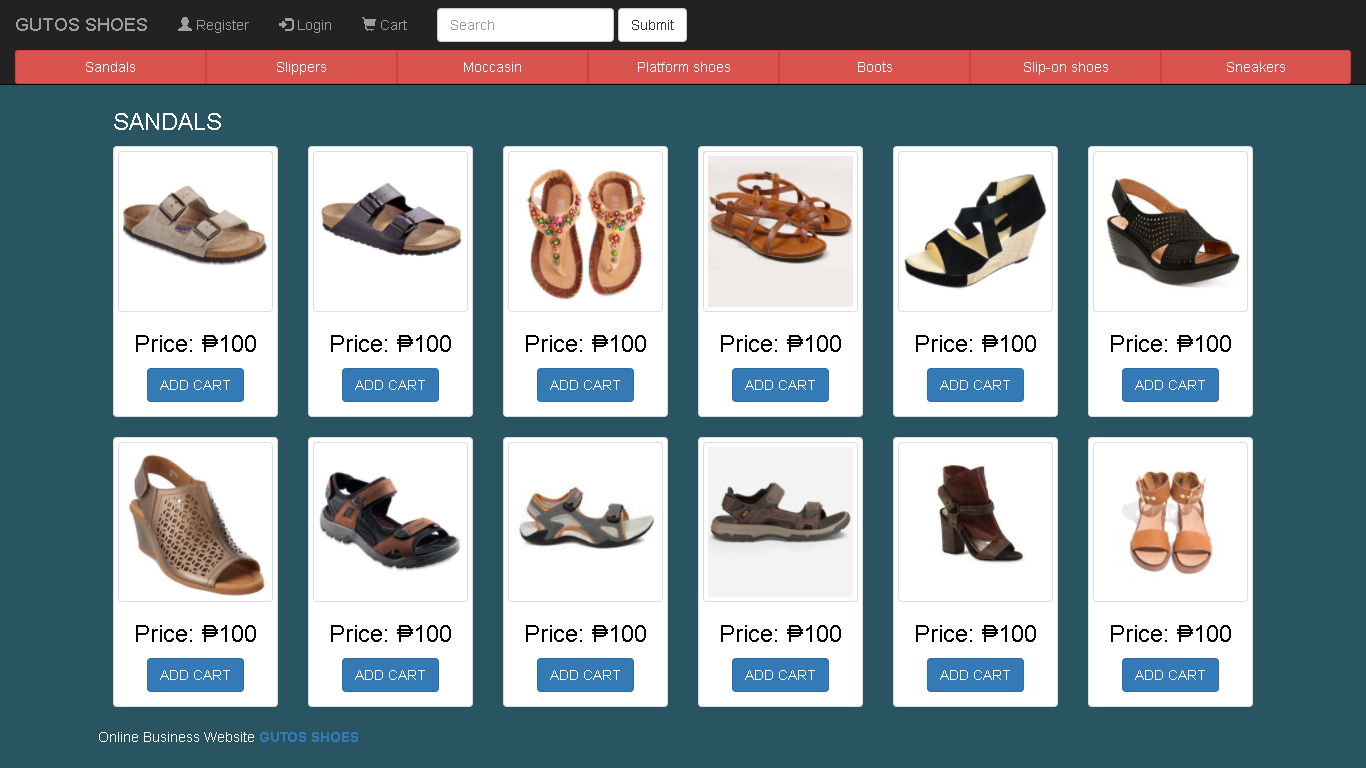 GUTOS SHOES Register Login Cart Search Submit
Sandals Slippers Moccasin Platform shoes Boots Slip-on shoes Sneakers
SANDALS
Price: ₱100 Price: ₱100 Price: ₱100 Price: ₱100 Price: ₱100 Price: ₱100
ADD CART ADD CART ADD CART ADD CART ADD CART ADD CART
Price: ₱100 Price: ₱100 Price: ₱100 Price: ₱100 Price: ₱100 Price: ₱100
ADD CART ADD CART ADD CART ADD CART ADD CART ADD CART
Online Business Website GUTOS SHOES